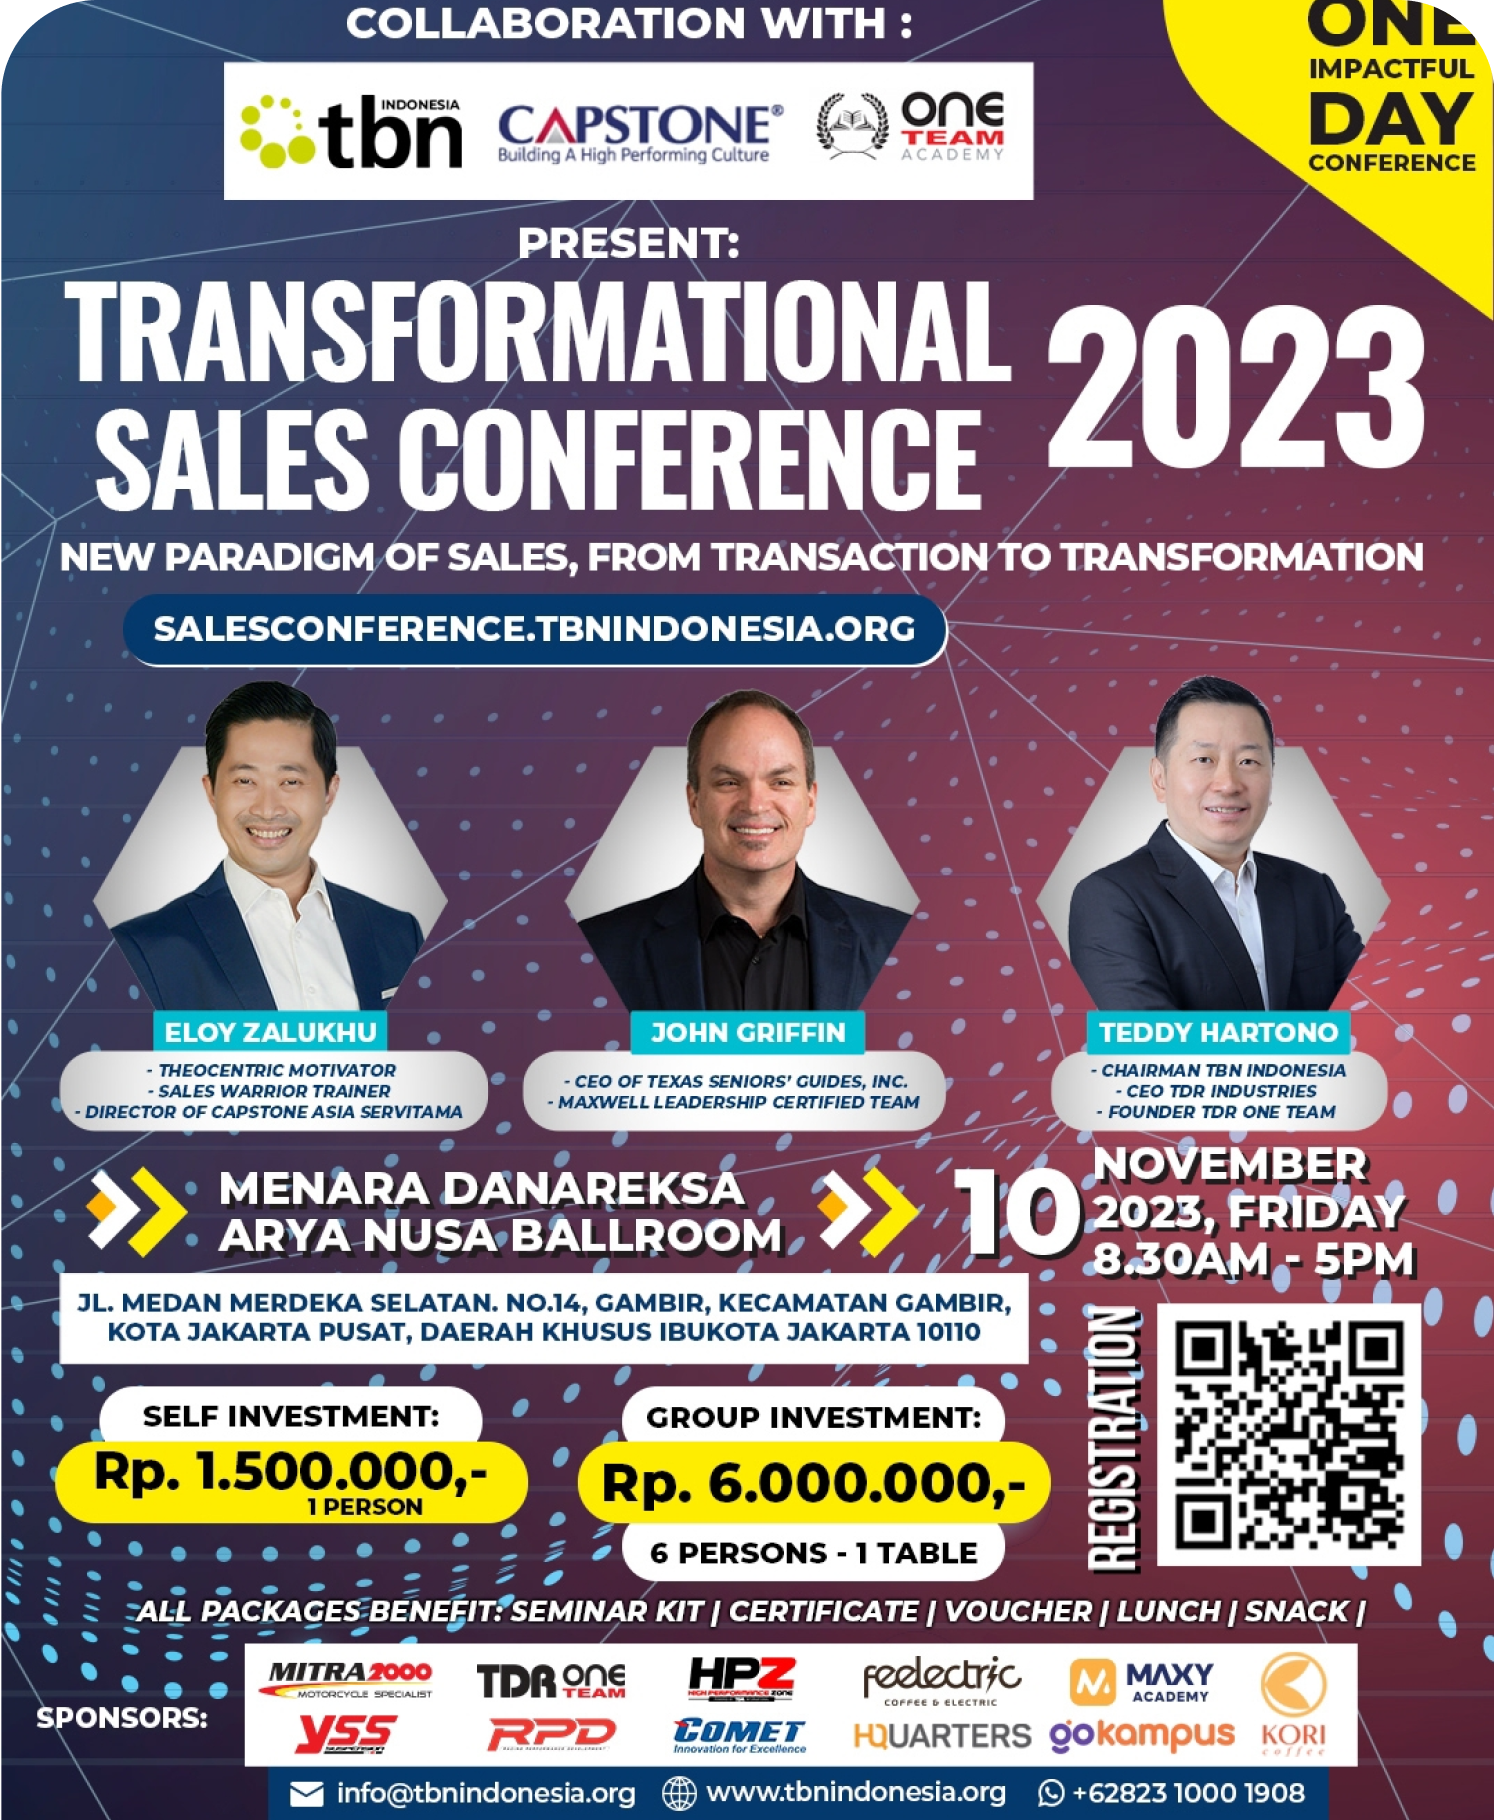 COLLABORATION WITH :
ONE
IMPACTFUL
DAY
CONFERENCE
tbn INDONESIA
CAPSTONE®
Building A High Performing Culture
one
TEAM
ACADEMY
PRESENT:
TRANSFORMATIONAL
SALES CONFERENCE
2023
NEW PARADIGM OF SALES, FROM TRANSACTION TO TRANSFORMATION
SALESCONFERENCE.TBNINDONESIA.ORG
ELOY ZALUKHU
- THEOCENTRIC MOTIVATOR
- SALES WARRIOR TRAINER
- DIRECTOR OF CAPSTONE ASIA SERVITAMA
JOHN GRIFFIN
- CEO OF TEXAS SENIORS' GUIDES, INC.
- MAXWELL LEADERSHIP CERTIFIED TEAM
TEDDY HARTONO
- CHAIRMAN TBN INDONESIA
- CEO TDR INDUSTRIES
- FOUNDER TDR ONE TEAM
MENARA DANAREKSA
ARYA NUSA BALLROOM
10 NOVEMBER
2023, FRIDAY
8.30AM - 5PM
JL. MEDAN MERDEKA SELATAN. NO.14, GAMBIR, KECAMATAN GAMBIR,
KOTA JAKARTA PUSAT, DAERAH KHUSUS IBUKOTA JAKARTA 10110
SELF INVESTMENT:
Rp. 1.500.000,-
1 PERSON
GROUP INVESTMENT:
Rp. 6.000.000,-
6 PERSONS - 1 TABLE
REGISTRATION
ALL PACKAGES BENEFIT: SEMINAR KIT | CERTIFICATE | VOUCHER | LUNCH | SNACK |
SPONSORS:
MITRA2000
MOTORCYCLE SPECIALIST
TDR one
TEAM
HPZ
HIGH PERFORMANCE ZONE
feelectric
COFFEE & ELECTRIC
MAXY
ACADEMY
YSS
SUSPENSION
RPD
RACING PERFORMANCE DEVELOPMENT
COMET
Innovation for Excellence
HQUARTERS
gokampus
KORI
coffee
info@tbnindonesia.org
www.tbnindonesia.org
+62823 1000 1908